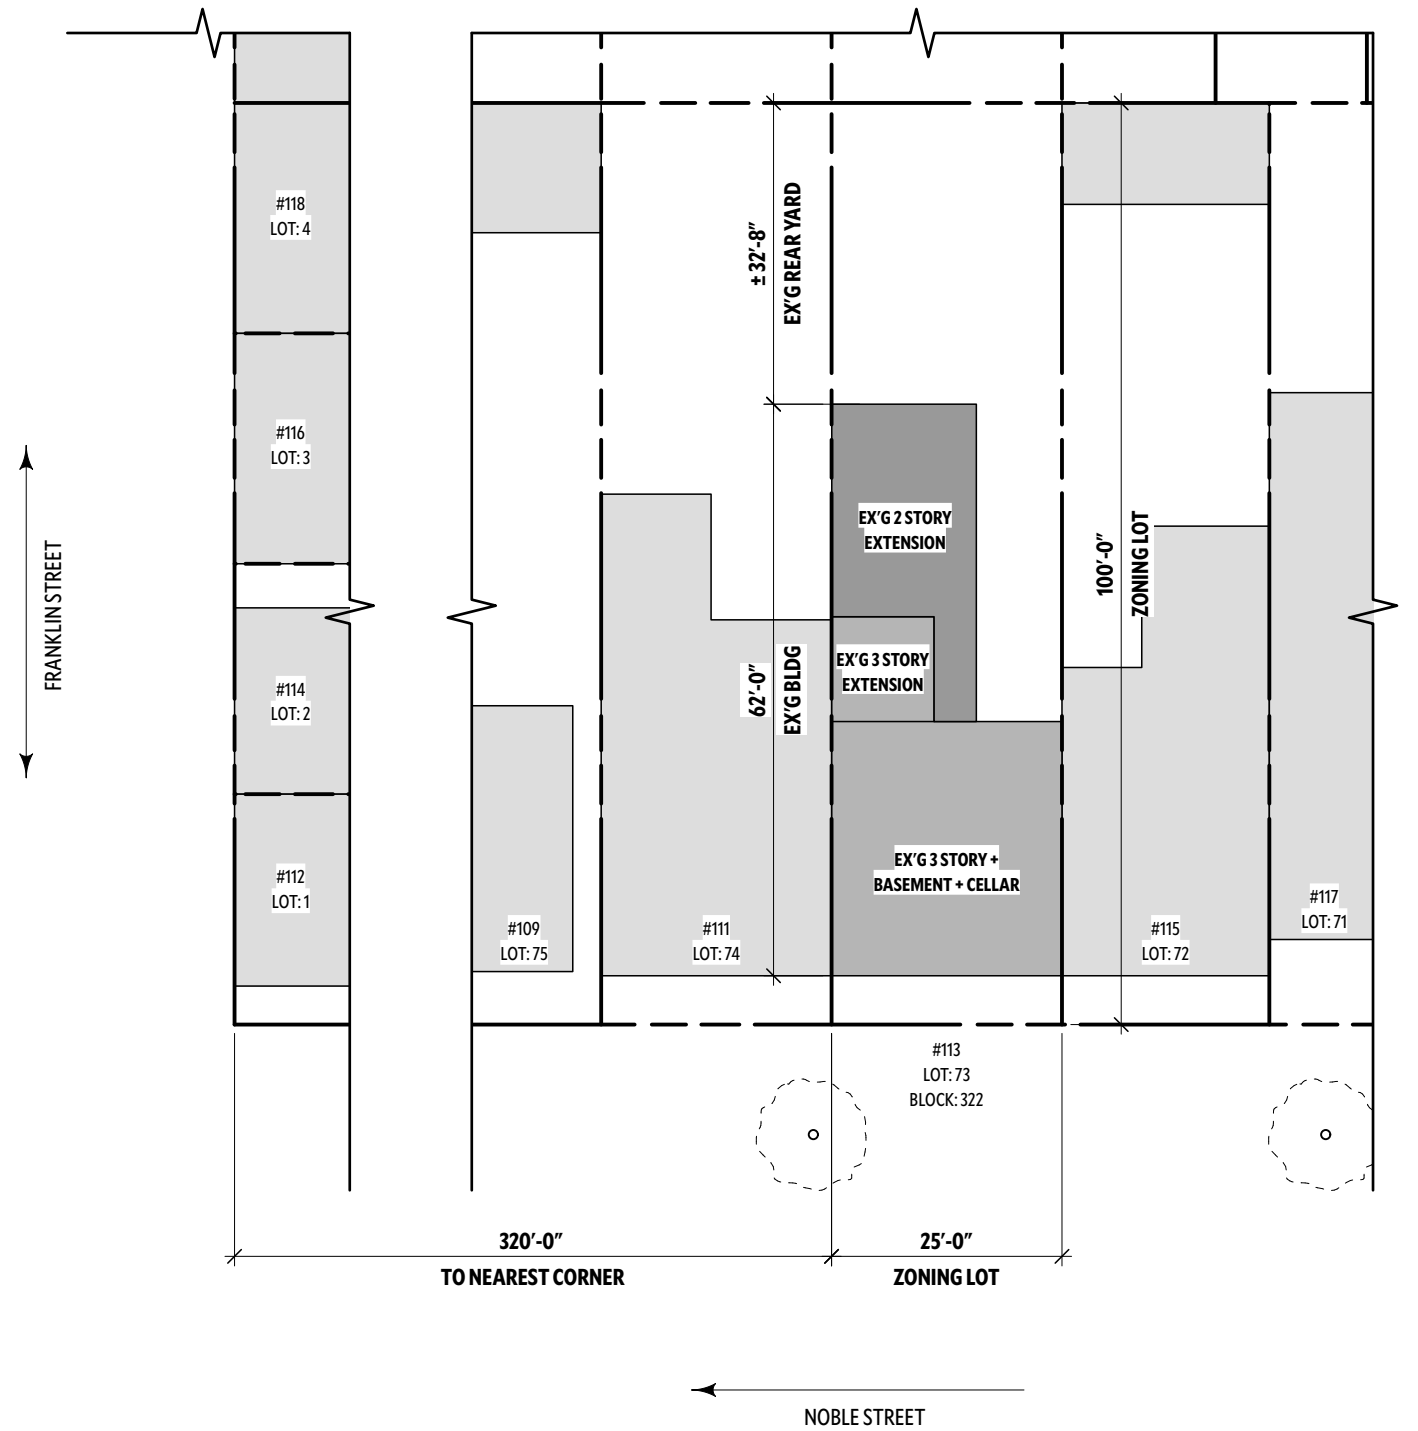 #118
LOT: 4
#116
LOT: 3
#114
LOT: 2
#112
LOT: 1
FRANKLIN STREET
± 32'-8"
EX'G REAR YARD
EX'G 2 STORY
EXTENSION
EX'G 3 STORY
EXTENSION
62'-0"
EX'G BLDG
100'-0"
ZONING LOT
EX'G 3 STORY +
BASEMENT + CELLAR
#109
LOT: 75
#111
LOT: 74
#115
LOT: 72
#117
LOT: 71
#113
LOT: 73
BLOCK: 322
320'-0"
TO NEAREST CORNER
25'-0"
ZONING LOT
NOBLE STREET